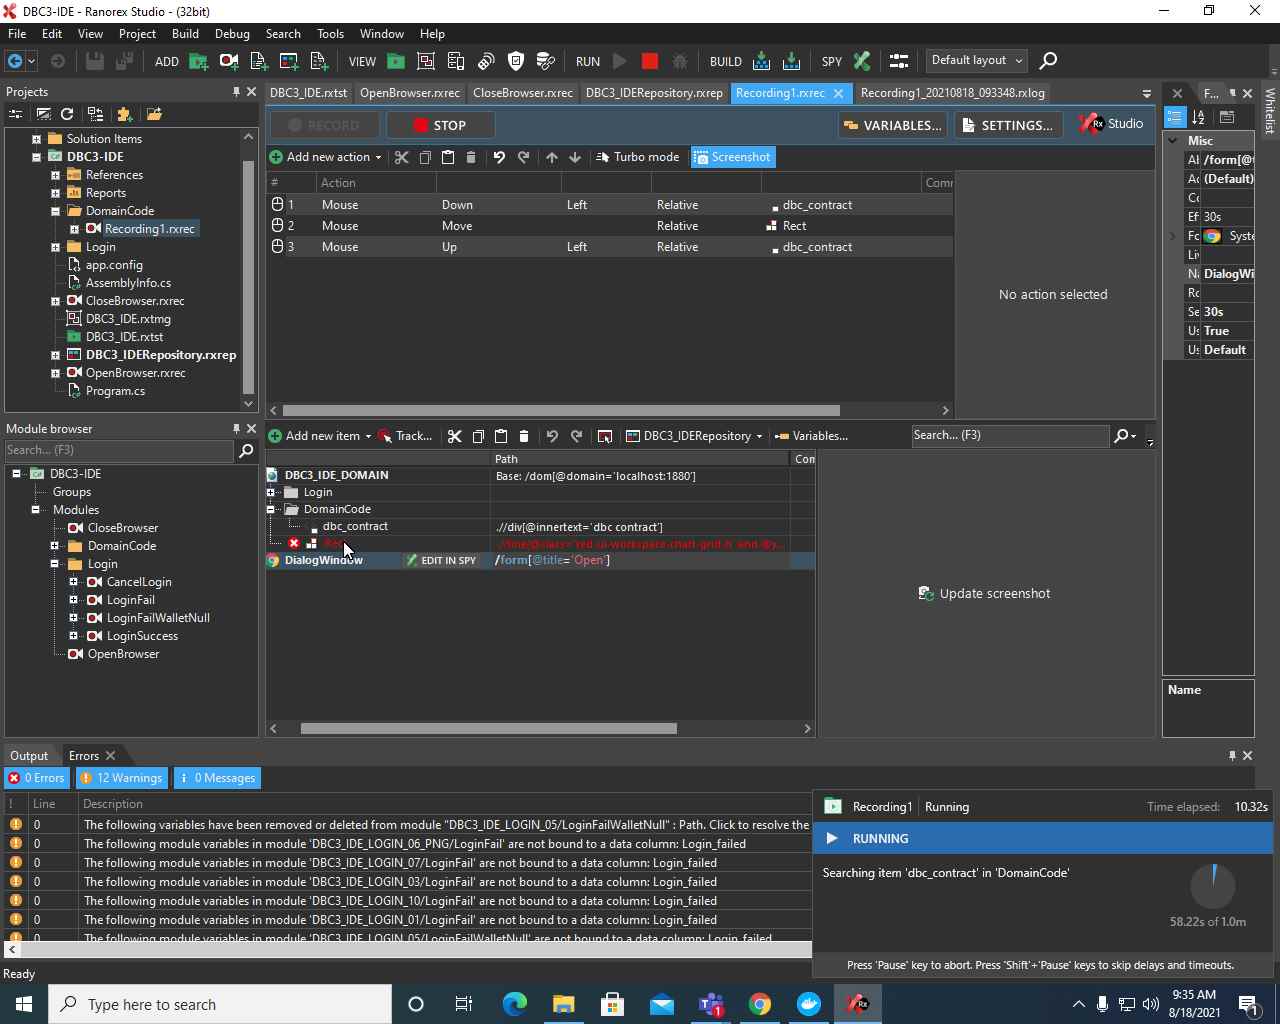 DBC3-IDE - Ranorex Studio - (32bit)
File Edit View Project Build Debug Search Tools Window Help
ADD VIEW RUN BUILD SPY Default layout
Projects
Solution Items
DBC3-IDE
References
Reports
DomainCode
Recording1.rxrec
Login
app.config
AssemblyInfo.cs
CloseBrowser.rxrec
DBC3_IDE.rxtmg
DBC3_IDE.rxtst
DBC3_IDERepository.rxrep
OpenBrowser.rxrec
Program.cs
DBC3_IDE.rxtst OpenBrowser.rxrec CloseBrowser.rxrec DBC3_IDERepository.rxrep Recording1.rxrec Recording1_20210818_093348.rxlog
RECORD STOP VARIABLES... SETTINGS... Rx Studio
Add new action Turbo mode Screenshot
# Action Comr
1 Mouse Down Left Relative dbc_contract
2 Mouse Move Relative Rect
3 Mouse Up Left Relative dbc_contract
No action selected
F...
Whitelist
Misc
Al /form[@t
Ac (Default)
Cc
Ef 30s
Fc Syste
Li
Na DialogWi
Ro
Se 30s
Us True
Us Default
Name
Module browser
Search... (F3)
DBC3-IDE
Groups
Modules
CloseBrowser
DomainCode
Login
CancelLogin
LoginFail
LoginFailWalletNull
LoginSuccess
OpenBrowser
Add new item Track... DBC3_IDERepository Variables... Search... (F3)
Path Con
DBC3_IDE_DOMAIN Base: /dom[@domain='localhost:1880']
Login
DomainCode
dbc_contract .//div[@innertext='dbc contract']
DialogWindow EDIT IN SPY /form[@title='Open']
Update screenshot
Output Errors
0 Errors 12 Warnings 0 Messages
! Line Description
0 The following variables have been removed or deleted from module "DBC3_IDE_LOGIN_05/LoginFailWalletNull" : Path. Click to resolve the
0 The following module variables in module 'DBC3_IDE_LOGIN_06_PNG/LoginFail' are not bound to a data column: Login_failed
0 The following module variables in module 'DBC3_IDE_LOGIN_07/LoginFail' are not bound to a data column: Login_failed
0 The following module variables in module 'DBC3_IDE_LOGIN_03/LoginFail' are not bound to a data column: Login_failed
0 The following module variables in module 'DBC3_IDE_LOGIN_10/LoginFail' are not bound to a data column: Login_failed
0 The following module variables in module 'DBC3_IDE_LOGIN_01/LoginFail' are not bound to a data column: Login_failed
0 The following module variables in module 'DBC3_IDE_LOGIN_05/LoginFailWalletNull' are not bound to a data column: Login_failed
Recording1 Running Time elapsed: 10.32s
RUNNING
Searching item 'dbc_contract' in 'DomainCode'
58.22s of 1.0m
Press 'Pause' key to abort. Press 'Shift'+'Pause' keys to skip delays and timeouts.
Ready
Type here to search
1
Rx
9:35 AM
8/18/2021
1